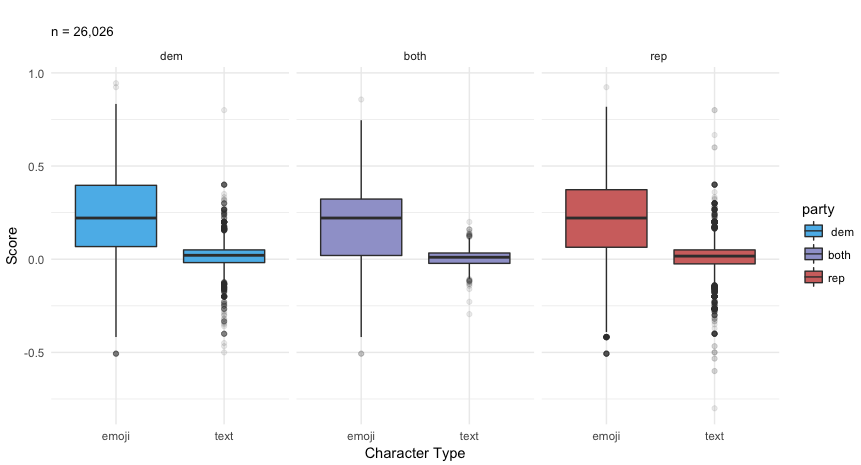 n = 26,026
dem both rep
1.0
0.5
0.0
-0.5
Score
emoji text emoji text emoji text
Character Type
party
dem
both
rep